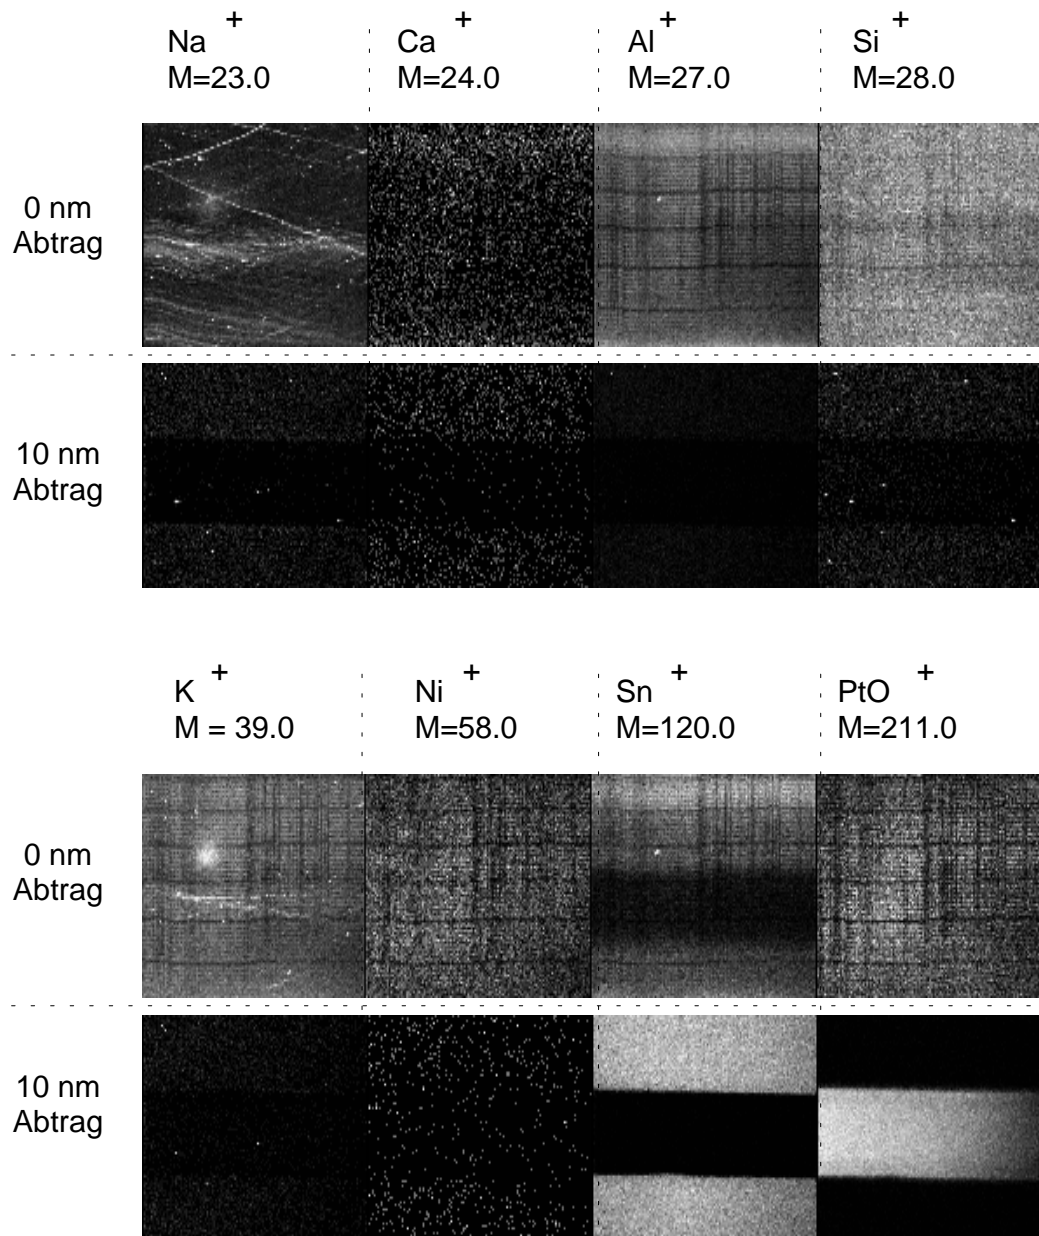 Na +
Ca +
Al +
Si +
M=23.0
M=24.0
M=27.0
M=28.0
0 nm
Abtrag
10 nm
Abtrag
K +
Ni +
Sn +
PtO +
M = 39.0
M=58.0
M=120.0
M=211.0
0 nm
Abtrag
10 nm
Abtrag